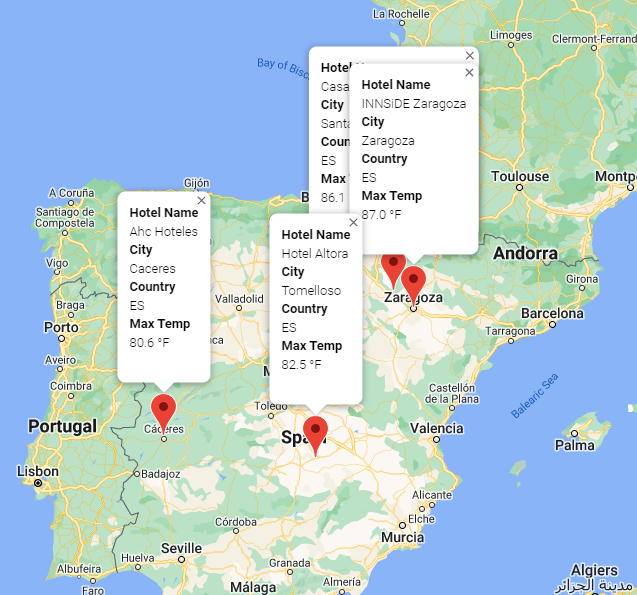 La Rochelle
Limoges
Clermont-Ferrand
Bay of Bisc
Toulouse
Montp
Hotel
Casa
City
Santa
Coun
ES
Max
86.1
Hotel Name
INNSiDE Zaragoza
City
Zaragoza
Country
ES
Max Temp
87.0 °F
Gijón
A Coruña
Santiago de
Compostela
Vigo
Hotel Name
Ahc Hoteles
City
Caceres
Country
ES
Max Temp
80.6 °F
B
Hotel Name
Hotel Altora
City
Tomelloso
Country
ES
Max Temp
82.5 °F
Andorra
Girona
Zaragoza
Barcelona
Tarragona
Valladolid
Braga
Porto
Aveiro
Coimbra
nca
M
Castellón
de la Plana
Balearic Sea
Toledo
Portugal
Cáceres
Spain
Valencia
Palma
Lisbon
Badajoz
Alicante
Elche
Murcia
Córdoba
Seville
Huelva
Granada
Albufeira
Faro
Málaga
Almería
Algiers
مدينة الجزائر